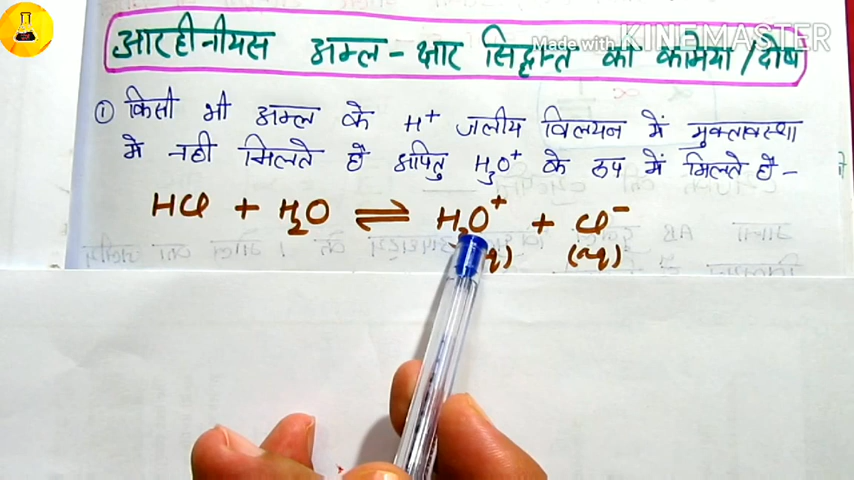 आरहीनीयस अम्ल - क्षार सिद्धान्त की कमियां / दोष
Made with KINEMASTER
① किसी भी अम्ल के H⁺ जलीय विलयन में मुक्तावस्था
में नही मिलते है अपितु H₃O⁺ के रूप में मिलते है -
HCl + H₂O ⇌ H₃O⁺ + Cl⁻
(aq)